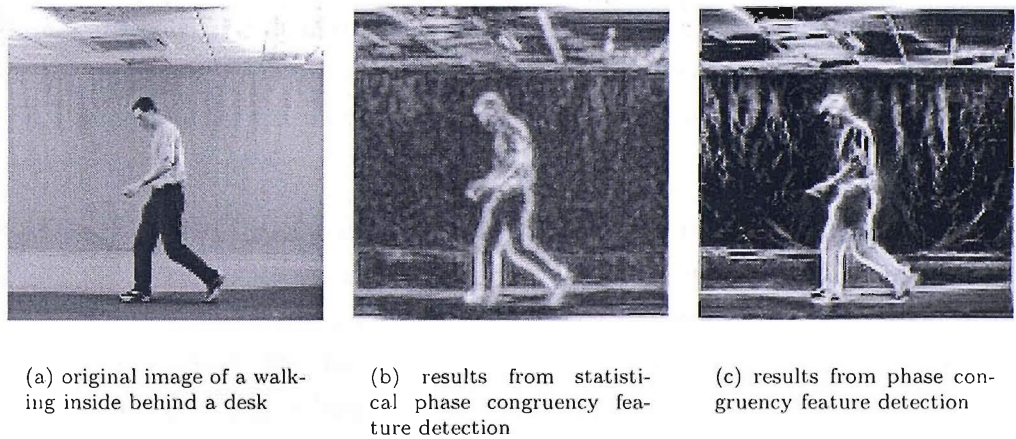 (a) original image of a walk-
ing inside behind a desk
(b) results from statisti-
cal phase congruency fea-
ture detection
(c) results from phase con-
gruency feature detection